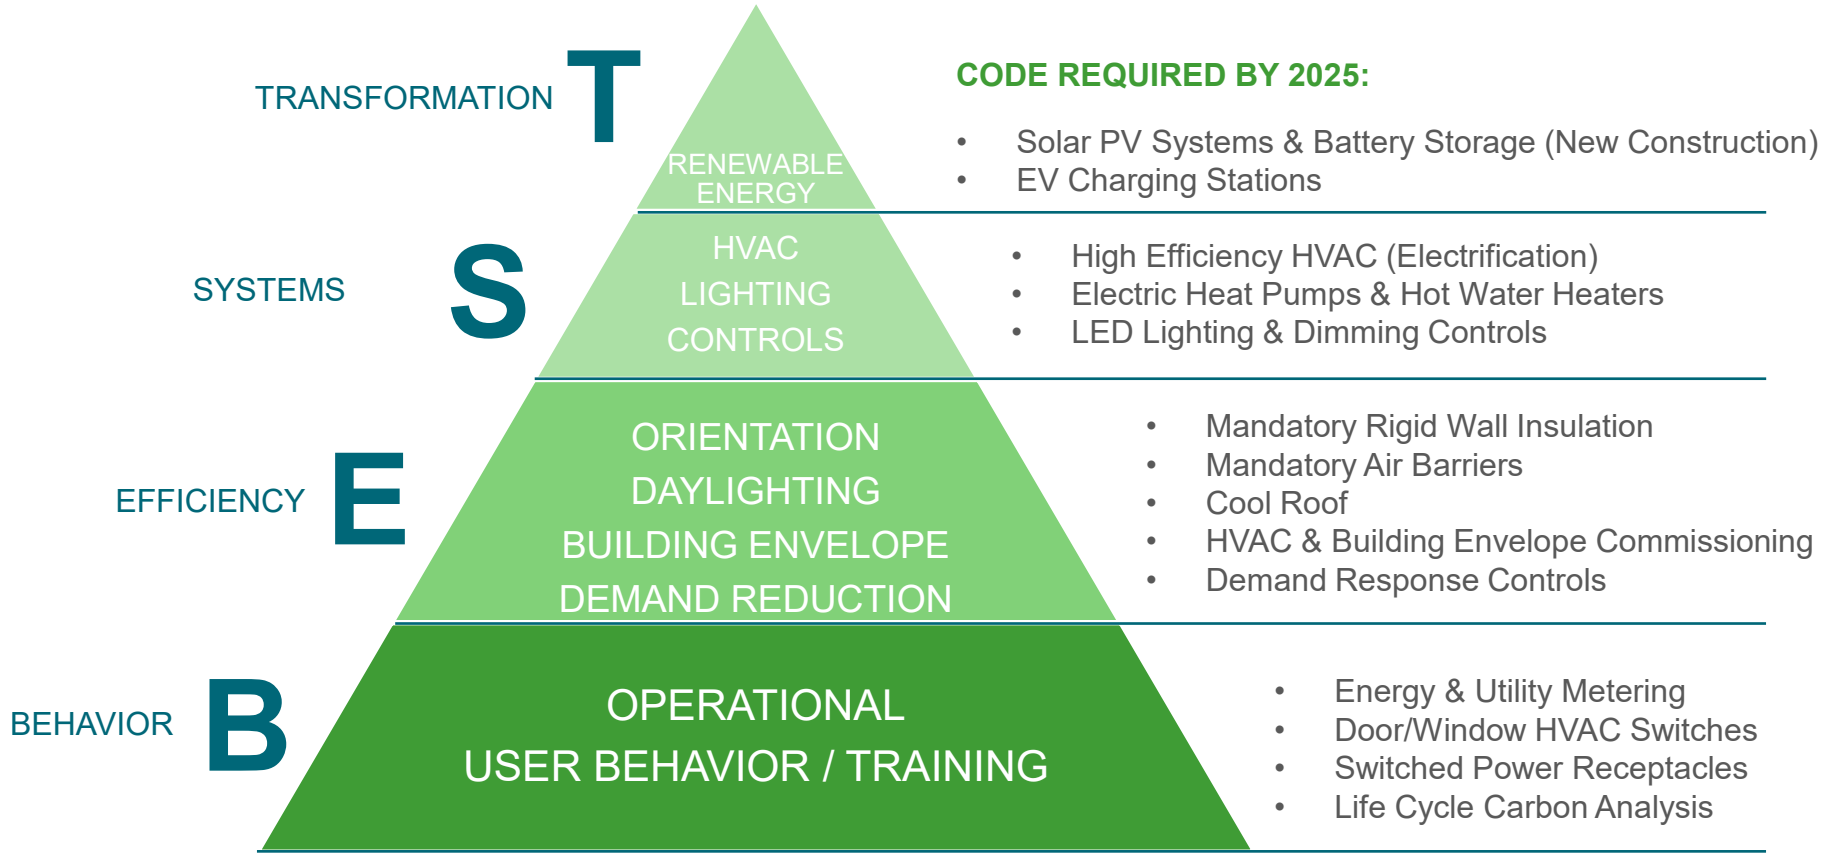 TRANSFORMATION
T
RENEWABLE
ENERGY
CODE REQUIRED BY 2025:
• Solar PV Systems & Battery Storage (New Construction)
• EV Charging Stations
SYSTEMS
S
HVAC
LIGHTING
CONTROLS
• High Efficiency HVAC (Electrification)
• Electric Heat Pumps & Hot Water Heaters
• LED Lighting & Dimming Controls
EFFICIENCY
E
ORIENTATION
DAYLIGHTING
BUILDING ENVELOPE
DEMAND REDUCTION
• Mandatory Rigid Wall Insulation
• Mandatory Air Barriers
• Cool Roof
• HVAC & Building Envelope Commissioning
• Demand Response Controls
BEHAVIOR
B
OPERATIONAL
USER BEHAVIOR / TRAINING
• Energy & Utility Metering
• Door/Window HVAC Switches
• Switched Power Receptacles
• Life Cycle Carbon Analysis